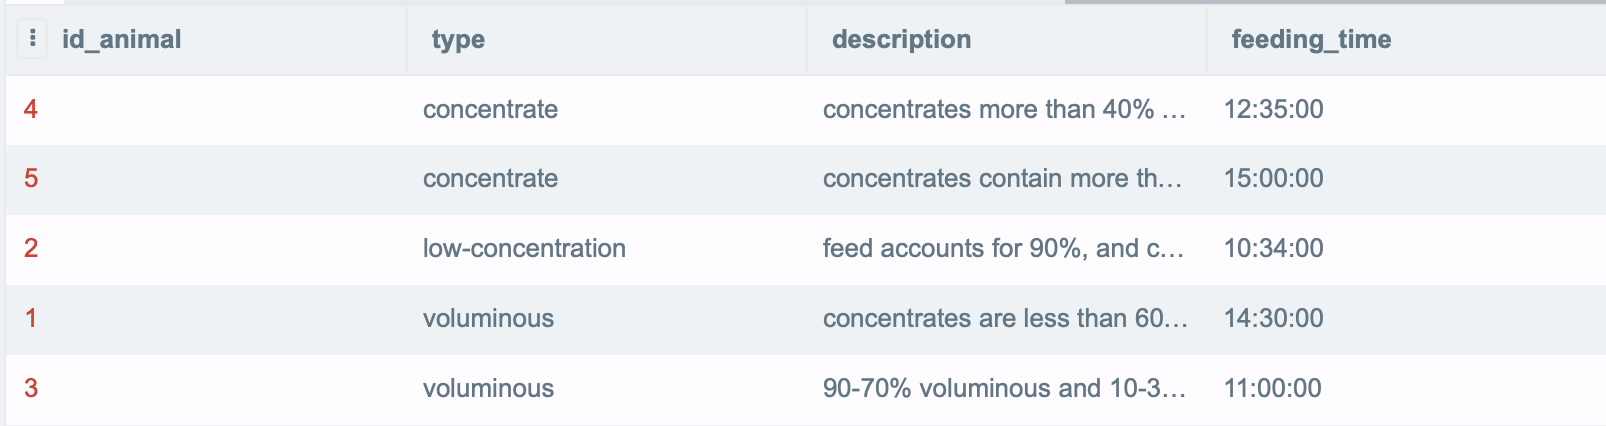 id_animal type description feeding_time
4 concentrate concentrates more than 40% … 12:35:00
5 concentrate concentrates contain more th… 15:00:00
2 low-concentration feed accounts for 90%, and c… 10:34:00
1 voluminous concentrates are less than 60… 14:30:00
3 voluminous 90-70% voluminous and 10-3… 11:00:00